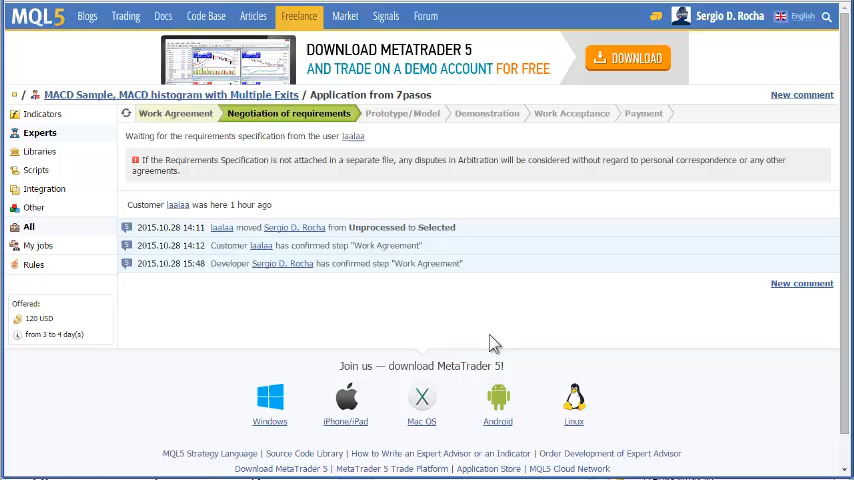 MQL5 Blogs Trading Docs Code Base Articles Freelance Market Signals Forum Sergio D. Rocha English
DOWNLOAD METATRADER 5
AND TRADE ON A DEMO ACCOUNT FOR FREE
DOWNLOAD
/ MACD Sample, MACD histogram with Multiple Exits / Application from 7pasos New comment
Indicators
Experts
Libraries
Scripts
Integration
Other
All
My jobs
Rules
Offered:
120 USD
from 3 to 4 day(s)
Work Agreement Negotiation of requirements Prototype/Model Demonstration Work Acceptance Payment
Waiting for the requirements specification from the user laalaa
If the Requirements Specification is not attached in a separate file, any disputes in Arbitration will be considered without regard to personal correspondence or any other
agreements.
Customer laalaa was here 1 hour ago
5 2015.10.28 14:11 laalaa moved Sergio D. Rocha from Unprocessed to Selected
5 2015.10.28 14:12 Customer laalaa has confirmed step "Work Agreement"
5 2015.10.28 15:48 Developer Sergio D. Rocha has confirmed step "Work Agreement"
New comment
Join us — download MetaTrader 5!
Windows iPhone/iPad Mac OS Android Linux
MQL5 Strategy Language | Source Code Library | How to Write an Expert Advisor or an Indicator | Order Development of Expert Advisor
Download MetaTrader 5 | MetaTrader 5 Trade Platform | Application Store | MQL5 Cloud Network